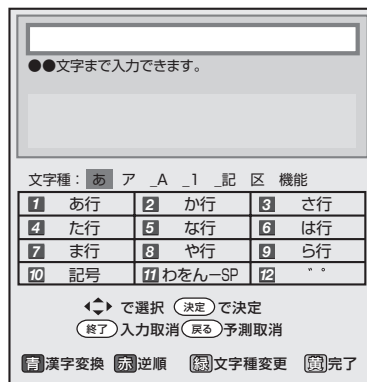 ●●文字まで入力できます。
文字種： あ ア _A _1 _記 区 機能
1 あ行 2 か行 3 さ行
4 た行 5 な行 6 は行
7 ま行 8 や行 9 ら行
10 記号 11 わをんーSP 12 ゛゜
で選択 決定 で決定
終了 入力取消 戻る 予測取消
青 漢字変換 赤 逆順 緑 文字種変更 黄 完了